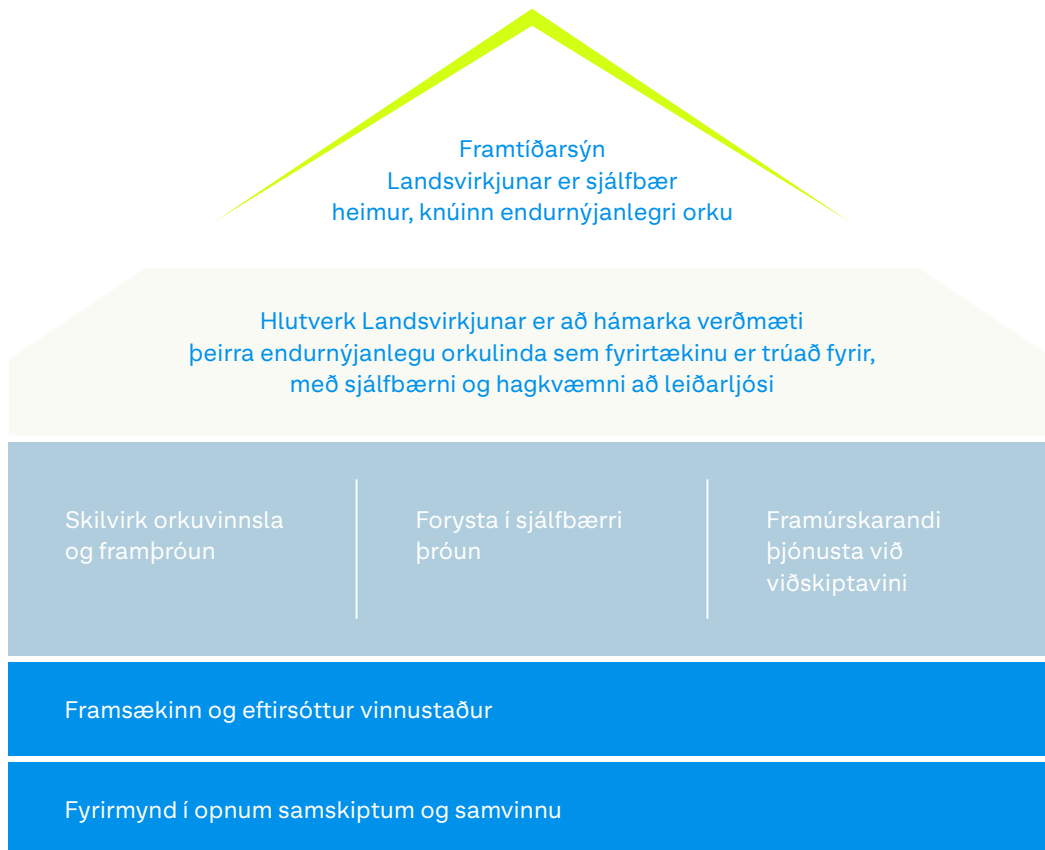 Framtíðarsýn
Landsvirkjunar er sjálfbær
heimur, knúinn endurnýjanlegri orku
Hlutverk Landsvirkjunar er að hámarka verðmæti
þeirra endurnýjanlegu orkulinda sem fyrirtækinu er trúað fyrir,
með sjálfbærni og hagkvæmni að leiðarljósi
Skilvirk orkuvinnsla
og framþróun
Forysta í sjálfbærri
þróun
Framúrskarandi
þjónusta við
viðskiptavini
Framsækinn og eftirsóttur vinnustaður
Fyrirmynd í opnum samskiptum og samvinnu